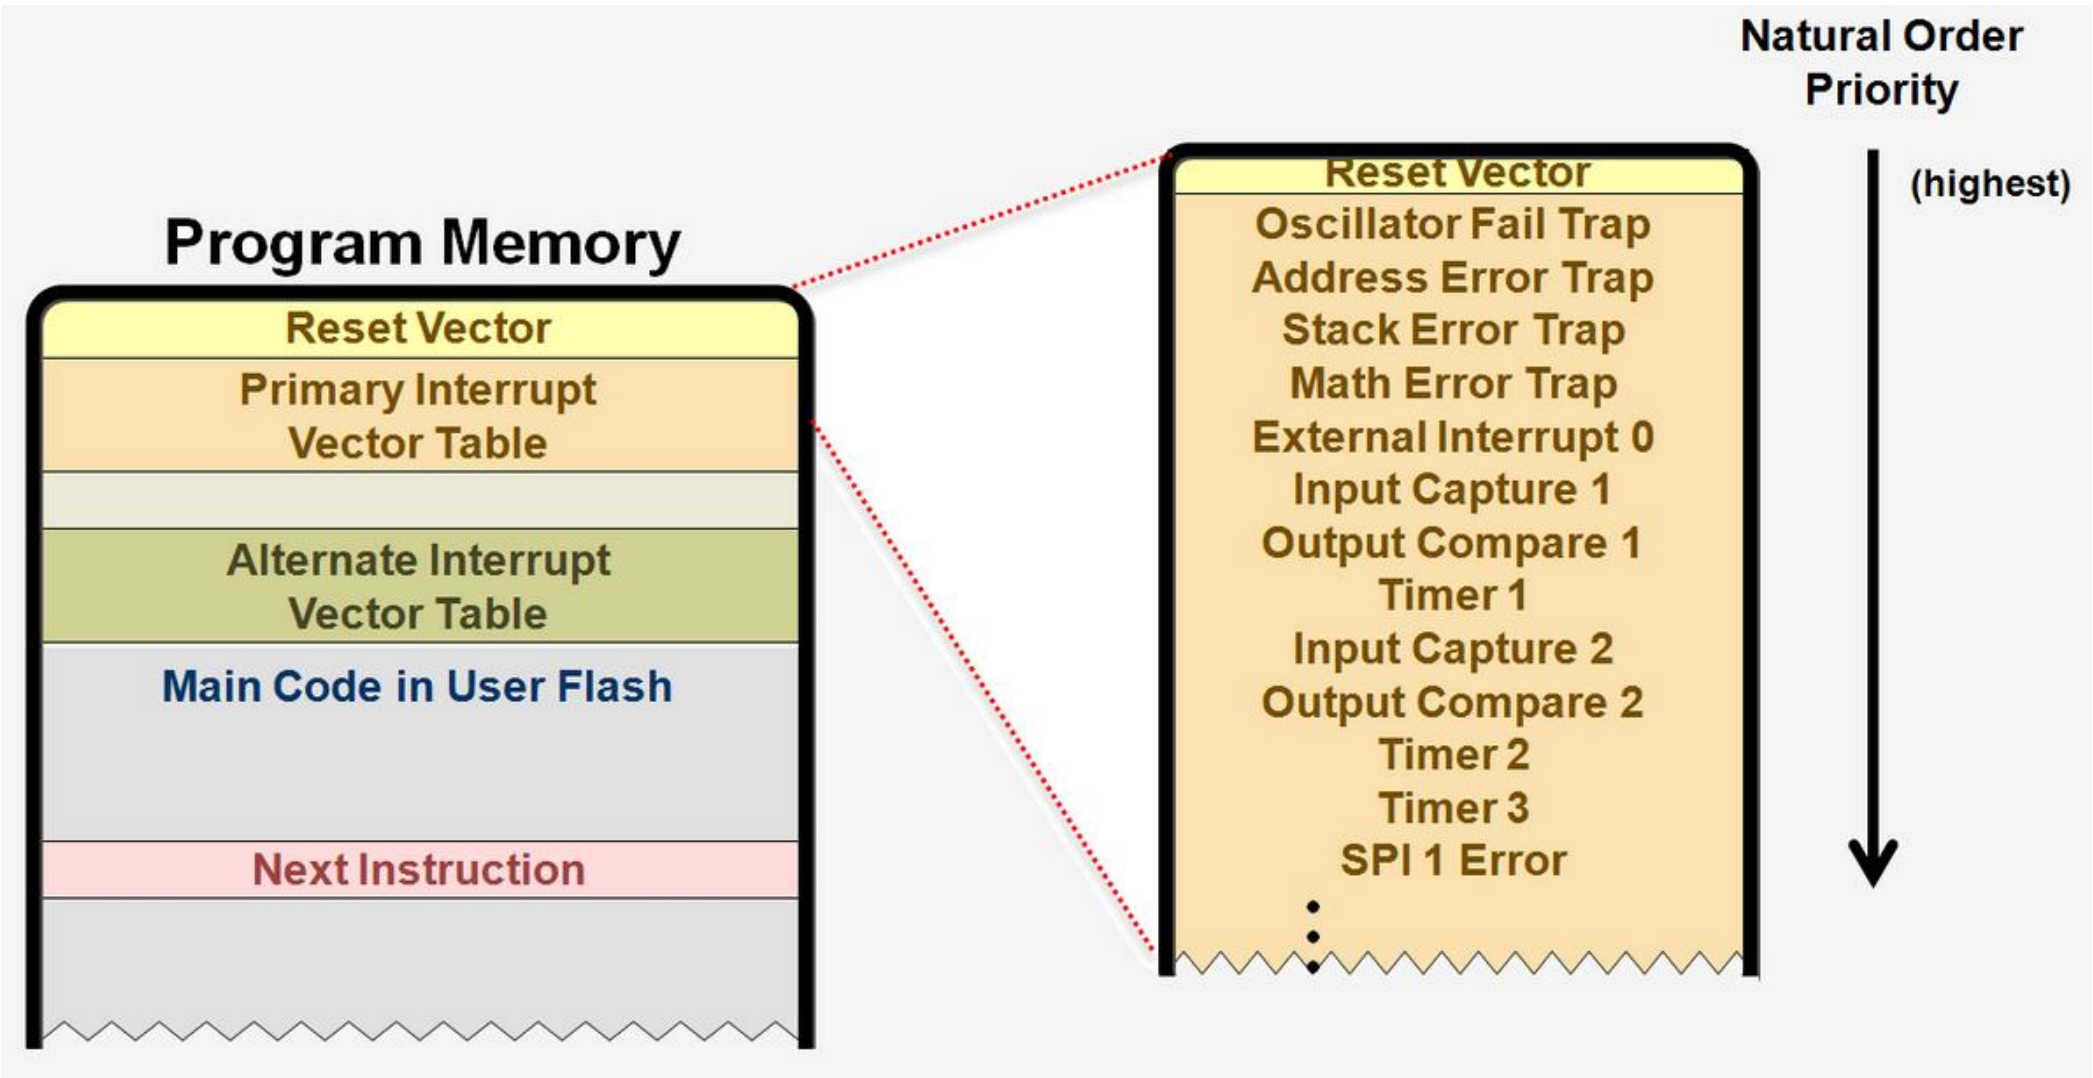 Program Memory
Reset Vector
Primary Interrupt
Vector Table
Alternate Interrupt
Vector Table
Main Code in User Flash
Next Instruction
Natural Order
Priority
(highest)
Reset Vector
Oscillator Fail Trap
Address Error Trap
Stack Error Trap
Math Error Trap
External Interrupt 0
Input Capture 1
Output Compare 1
Timer 1
Input Capture 2
Output Compare 2
Timer 2
Timer 3
SPI 1 Error